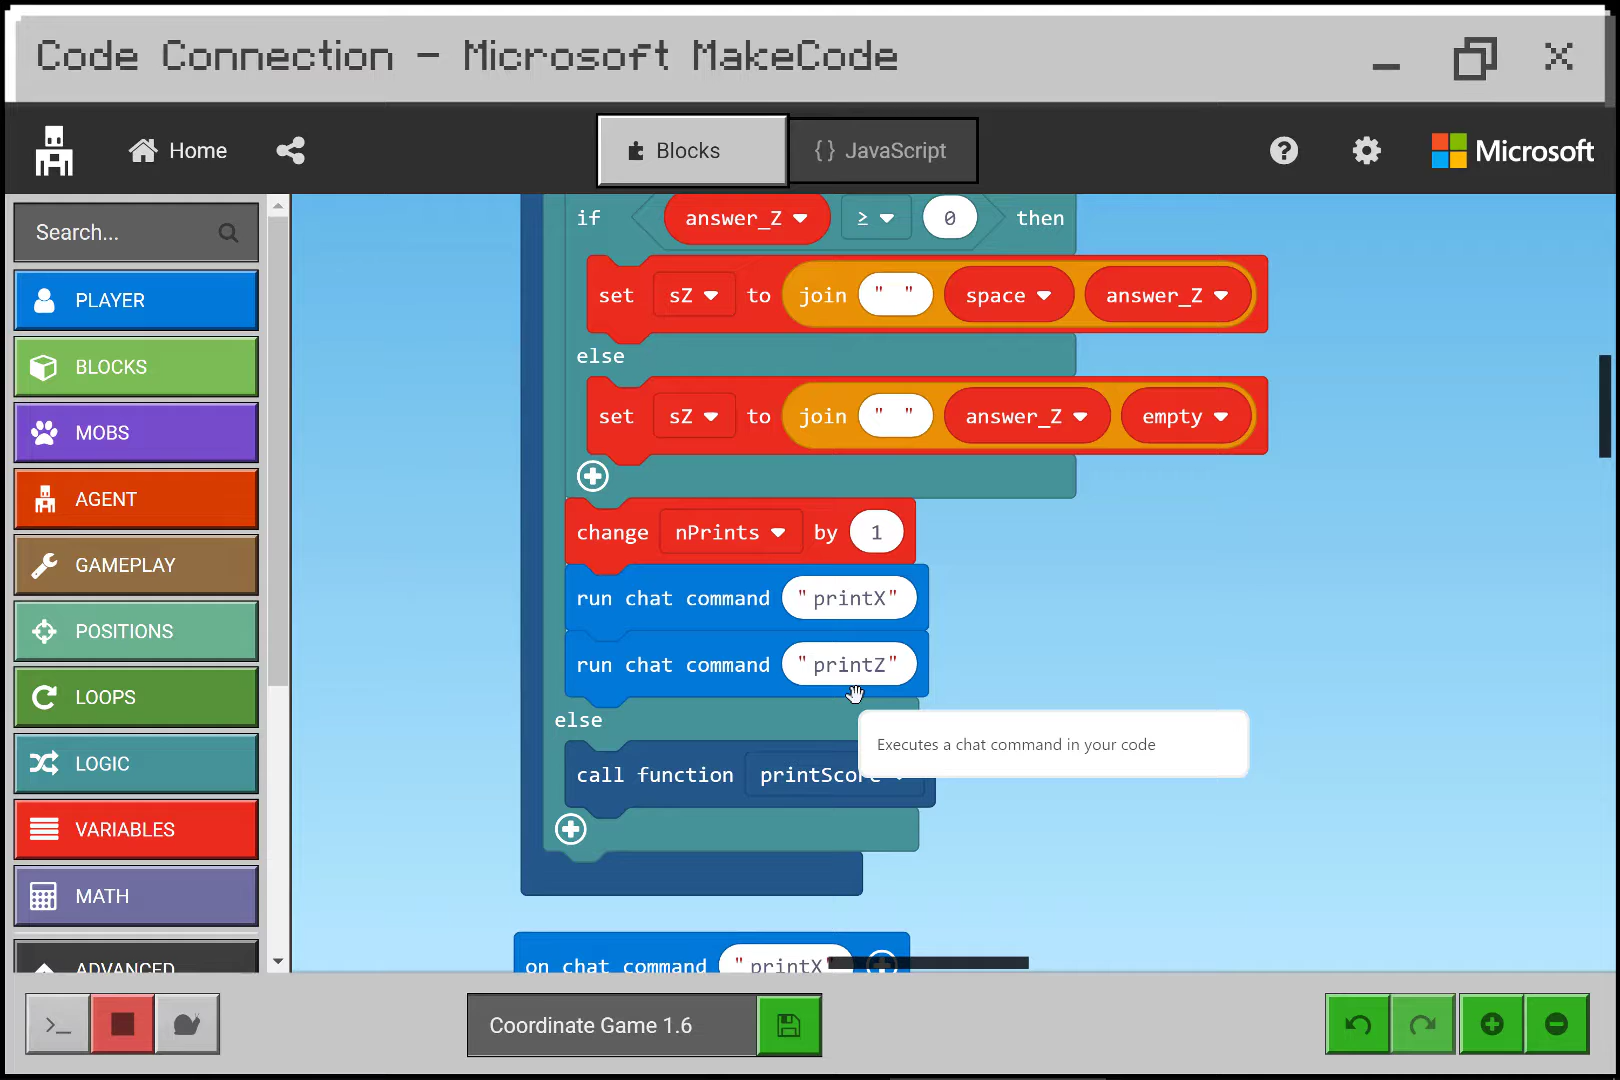 Code Connection - Microsoft MakeCode
Home
Blocks
{} JavaScript
Microsoft
Search...
PLAYER
BLOCKS
MOBS
AGENT
GAMEPLAY
POSITIONS
LOOPS
LOGIC
VARIABLES
MATH
ADVANCED
if answer_Z ≥ 0 then
set sZ to join " " space answer_Z
else
set sZ to join " " answer_Z empty
change nPrints by 1
run chat command "printX"
run chat command "printZ"
Executes a chat command in your code
else
call function printScore
on chat command "printX"
>_
Coordinate Game 1.6